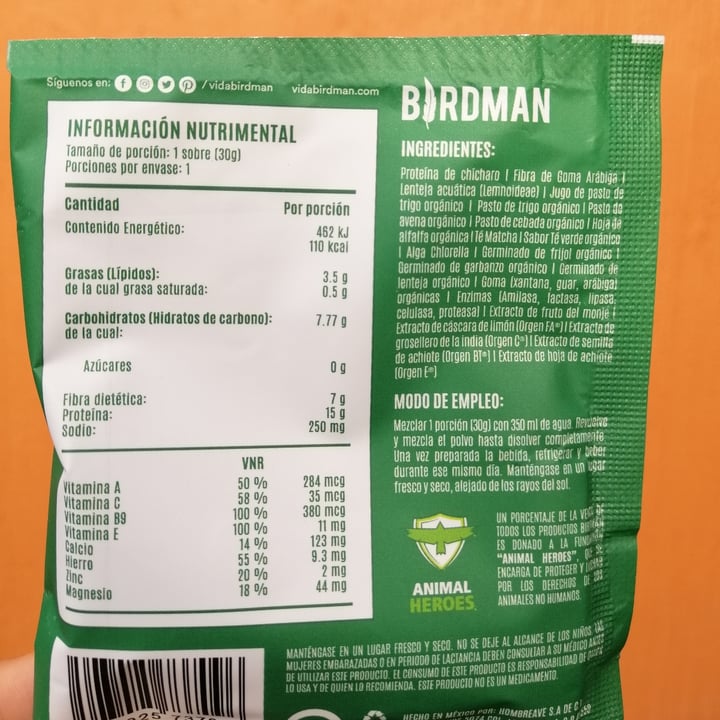 Síguenos en: /vidabirdman vidabirdman.com
INFORMACIÓN NUTRIMENTAL
Tamaño de porción: 1 sobre (30g)
Porciones por envase: 1
Cantidad Por porción
Contenido Energético: 462 kJ
110 kcal
Grasas (Lípidos): 3.5 g
de la cual grasa saturada: 0.5 g
Carbohidratos (Hidratos de carbono): 7.77 g
de la cual:
Azúcares 0 g
Fibra dietética: 7 g
Proteína: 15 g
Sodio: 250 mg
VNR
Vitamina A 50 % 284 mcg
Vitamina C 58 % 35 mcg
Vitamina B9 100 % 380 mcg
Vitamina E 100 % 11 mg
Calcio 14 % 123 mg
Hierro 55 % 9.3 mg
Zinc 20 % 2 mg
Magnesio 18 % 44 mg
BIRDMAN
INGREDIENTES:
Proteína de chícharo | Fibra de Goma Arábiga |
Lenteja acuática (Lemnoideae) | Jugo de pasto de
trigo orgánico | Pasto de trigo orgánico | Pasto de
avena orgánico | Pasto de cebada orgánico | Hoja de
alfalfa orgánica | Té Matcha | Sabor Té verde orgánico
| Alga Chlorella | Germinado de frijol orgánico |
Germinado de garbanzo orgánico | Germinado de
lenteja orgánico | Goma (xantana, guar, arábiga)
orgánicas | Enzimas (Amilasa, lactasa, lipasa,
celulasa, proteasa) | Extracto de fruto del monje |
Extracto de cáscara de limón (Orgen FA®) | Extracto de
grosellero de la india (Orgen C®) | Extracto de semilla
de achiote (Orgen BT®) | Extracto de hoja de achiote
(Orgen E®)
MODO DE EMPLEO:
Mezclar 1 porción (30g) con 350 ml de agua. Revuelve
y mezcla el polvo hasta disolver completamente.
Una vez preparada la bebida, refrigerar y beber
durante ese mismo día. Manténgase en un lugar
fresco y seco, alejado de los rayos del sol.
ANIMAL
HEROES
UN PORCENTAJE DE LA DE
TODOS LOS PRODUCTOS
ES DONADO A LA
"ANIMAL HEROES", SE
ENCARGA DE PROTEGER Y
POR LOS DERECHOS DE
ANIMALES NO HUMANOS.
MANTÉNGASE EN UN LUGAR FRESCO Y SECO. NO SE DEJE AL ALCANCE DE LOS NIÑOS. LAS
MUJERES EMBARAZADAS O EN PERIODO DE LACTANCIA DEBEN CONSULTAR A SU MÉDICO ANTES
DE UTILIZAR ESTE PRODUCTO. EL CONSUMO DE ESTE PRODUCTO ES RESPONSABILIDAD DE QUIEN
LO USA Y DE QUIEN LO RECOMIENDA. ESTE PRODUCTO NO ES UN MEDICAMENTO.
HECHO EN MÉXICO POR: HOMBREAVE S.A DE C.V.